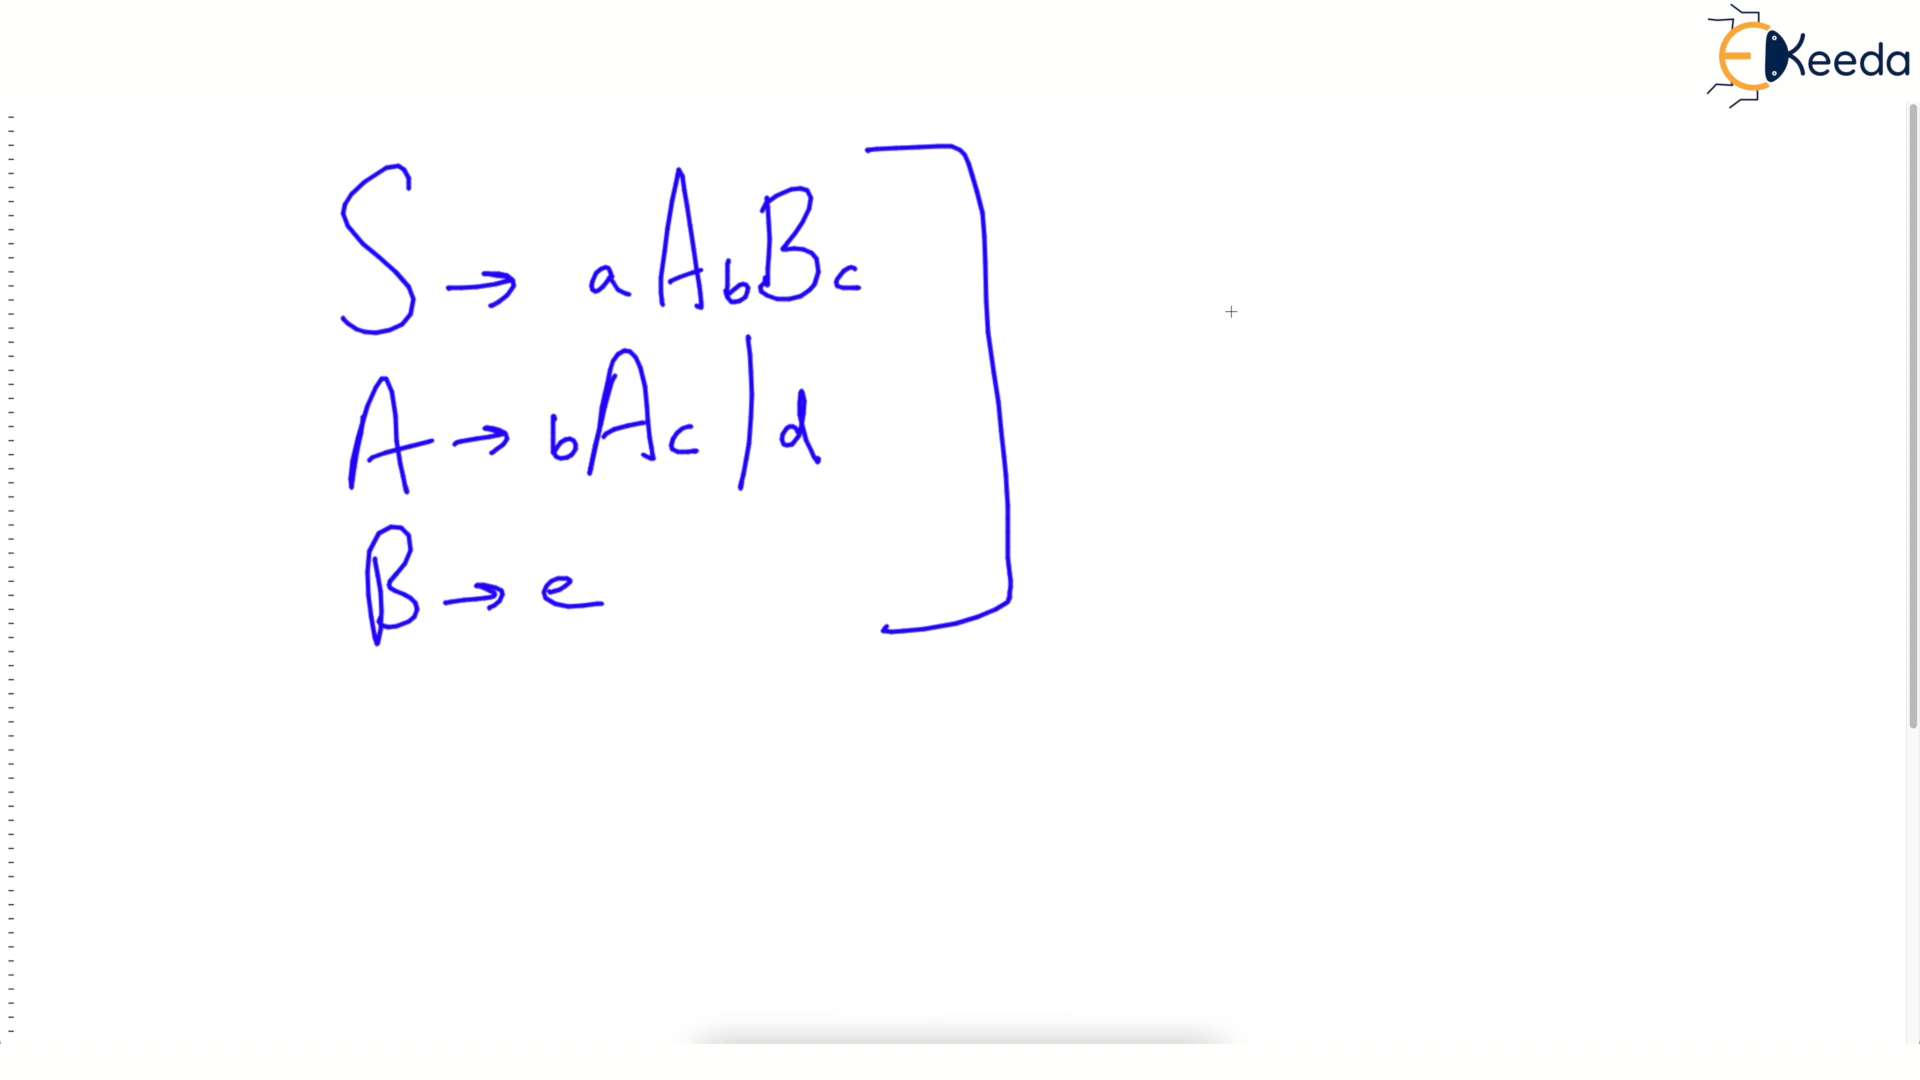 EKeeda
S → aAbBc
A → bAc | d
B → e